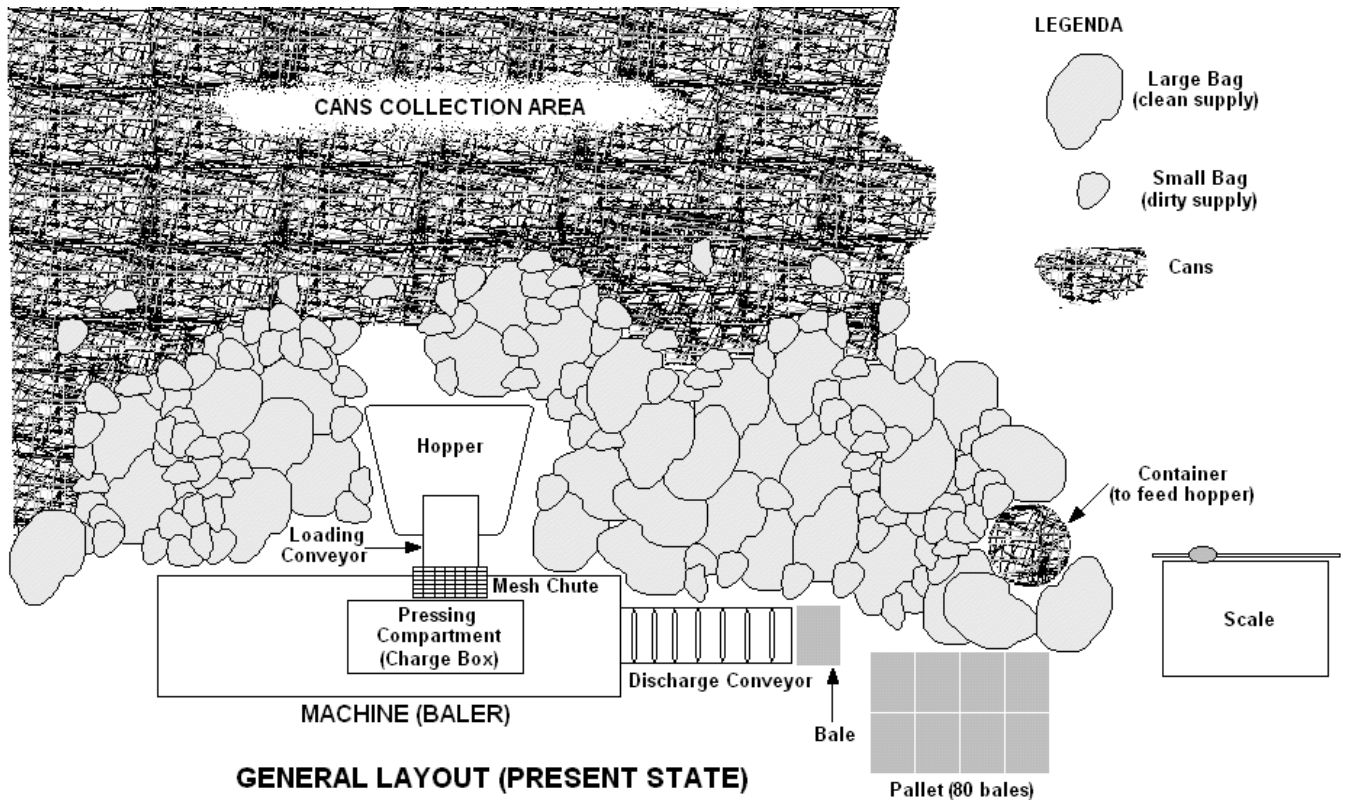 LEGENDA
CANS COLLECTION AREA
Large Bag
(clean supply)
Small Bag
(dirty supply)
Cans
Hopper
Container
(to feed hopper)
Loading
Conveyor
Mesh Chute
Pressing
Compartment
(Charge Box)
Scale
Discharge Conveyor
MACHINE (BALER)
Bale
GENERAL LAYOUT (PRESENT STATE)
Pallet (80 bales)